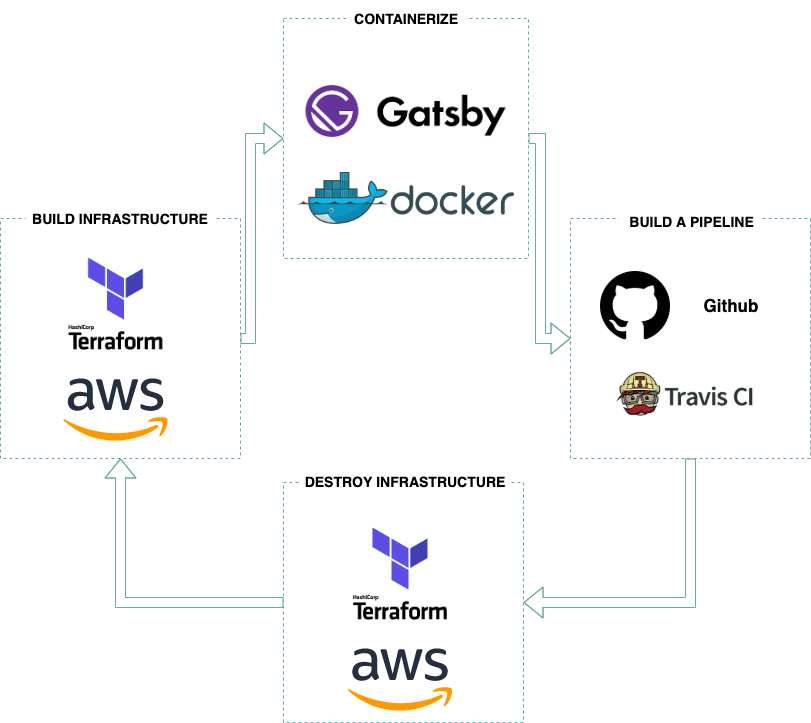 CONTAINERIZE
Gatsby
docker
BUILD INFRASTRUCTURE
HashiCorp
Terraform
aws
BUILD A PIPELINE
Github
Travis CI
DESTROY INFRASTRUCTURE
HashiCorp
Terraform
aws